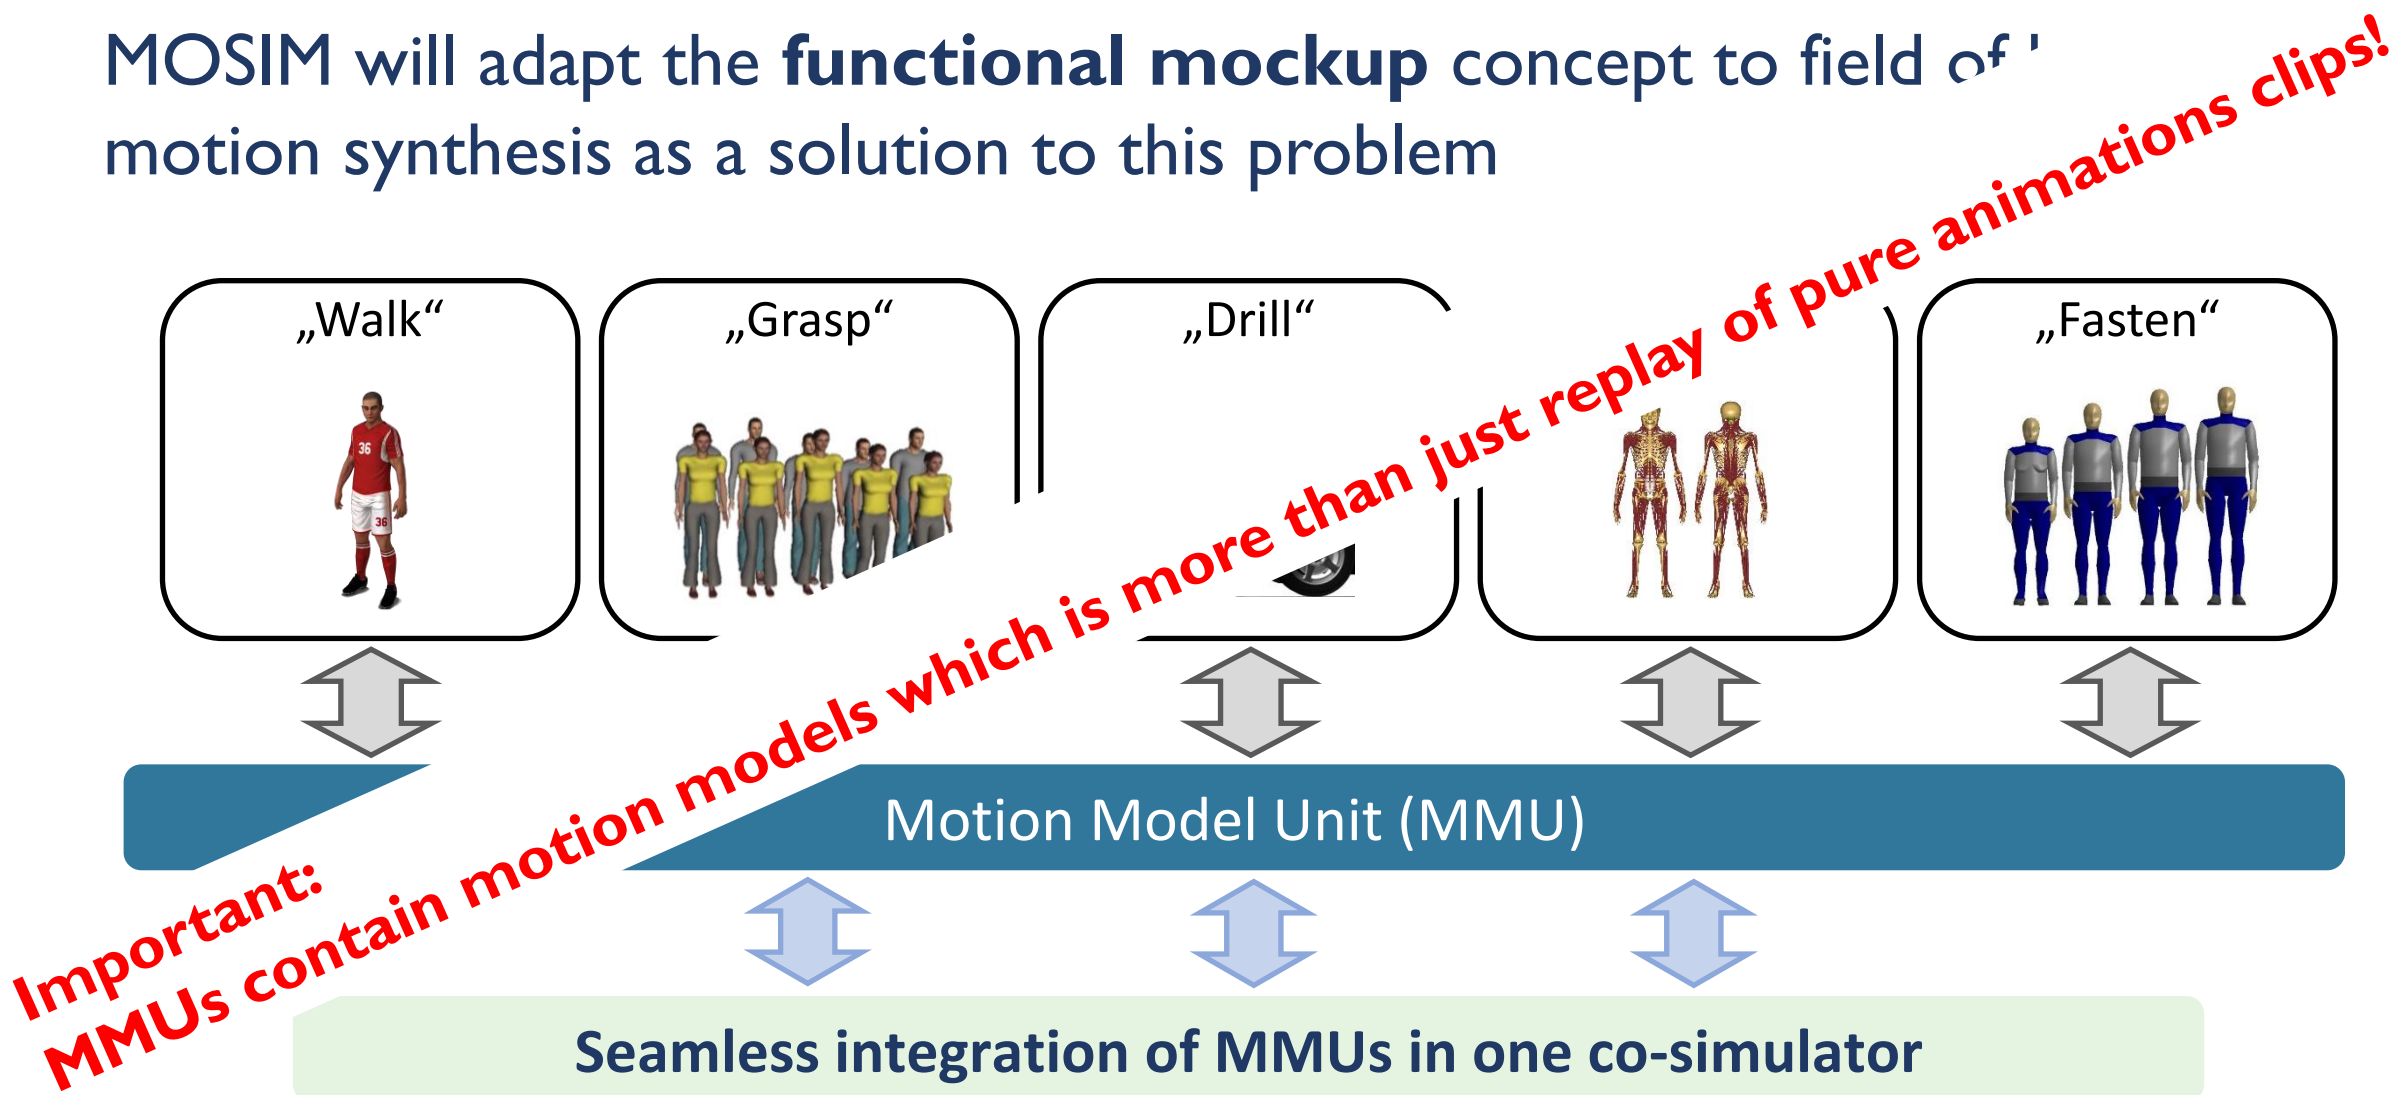 MOSIM will adapt the functional mockup concept to field of
motion synthesis as a solution to this problem
„Walk“
„Grasp“
„Drill“
„Fasten“
36
36
Motion Model Unit (MMU)
Important:
MMUs contain motion models which is more than just replay of pure animations clips!
Seamless integration of MMUs in one co-simulator